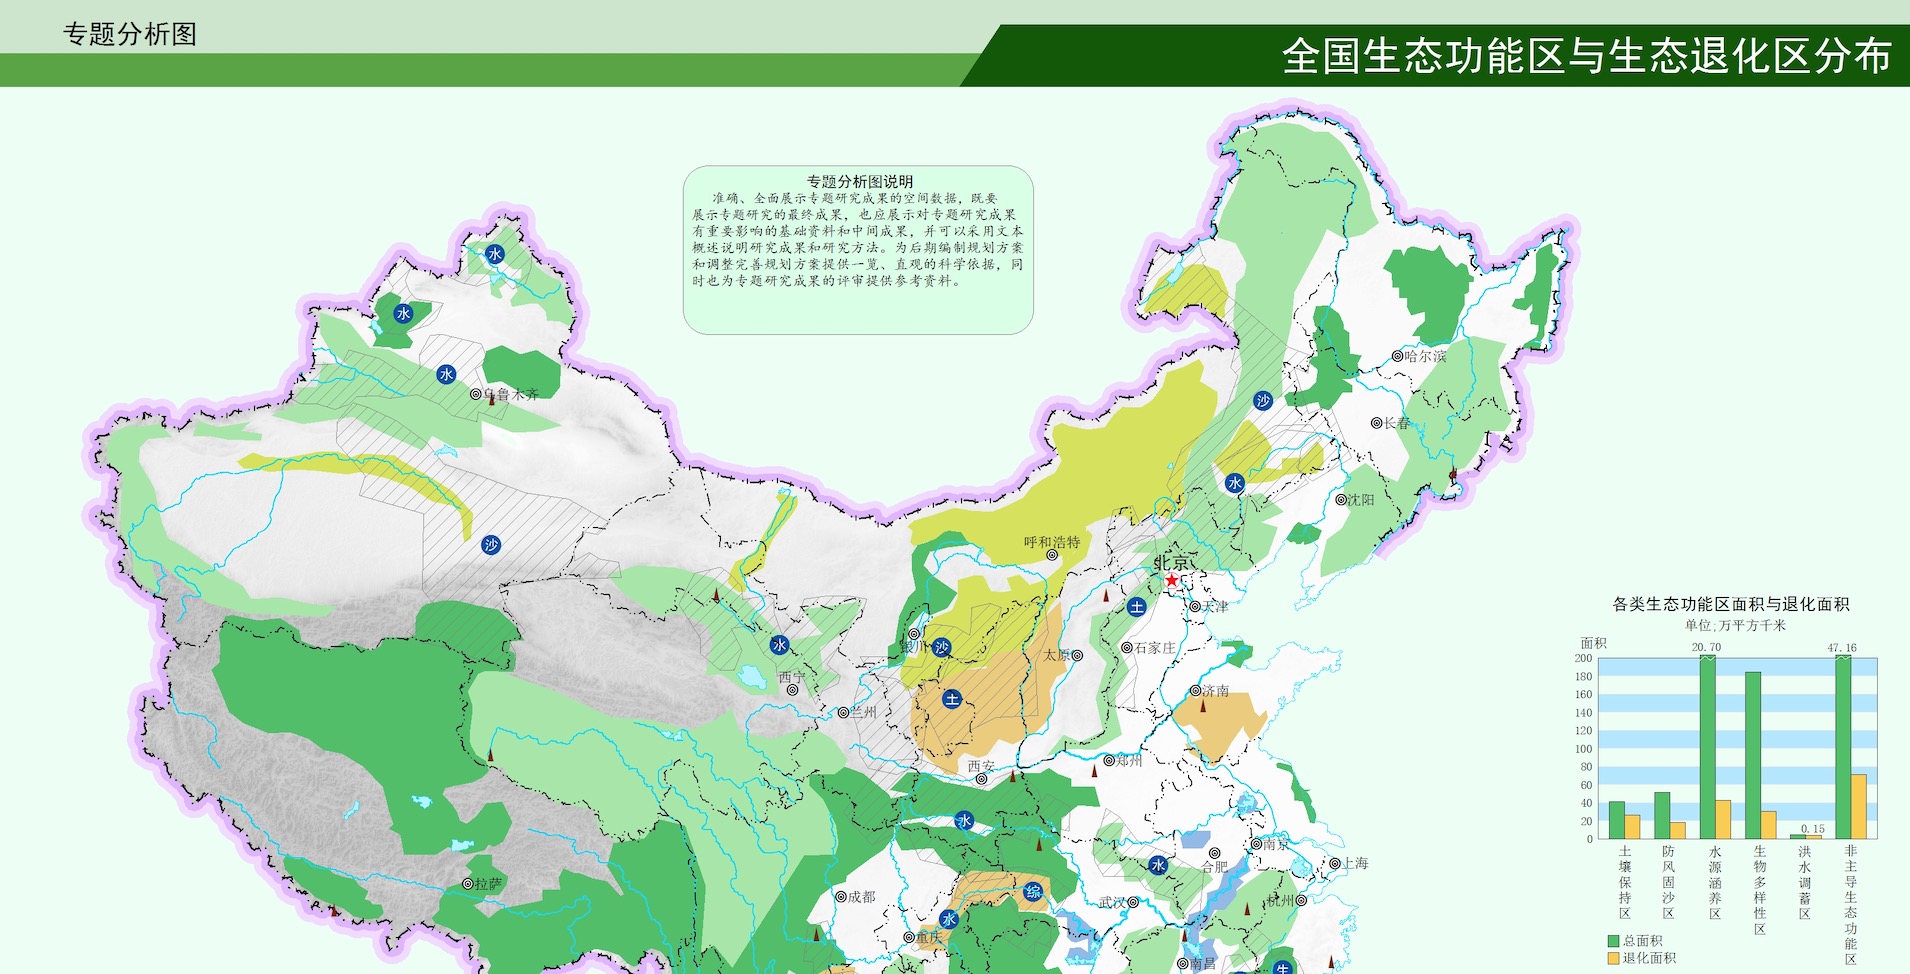 专题分析图
全国生态功能区与生态退化区分布
专题分析图说明
准确、全面展示专题研究成果的空间数据，既要
展示专题研究的最终成果，也应展示对专题研究成果
有重要影响的基础资料和中间成果，并可以采用文本
概述说明研究成果和研究方法。为后期编制规划方案
和调整完善规划方案提供一览、直观的科学依据，同
时也为专题研究成果的评审提供参考资料。
水
水
水
乌鲁木齐
沙
哈尔滨
沙
长春
水
沈阳
呼和浩特
北京
土
天津
银川
沙
太原
石家庄
水
西宁
土
济南
兰州
西安
郑州
水
南京
合肥
上海
水
拉萨
成都
综
武汉
杭州
水
重庆
南昌
生
各类生态功能区面积与退化面积
单位:万平方千米
面积
20.70
47.16
200
180
160
140
120
100
80
60
40
20
0
0.15
土壤保持区
防风固沙区
水源涵养区
生物多样性区
洪水调蓄区
非主导生态功能区
总面积
退化面积